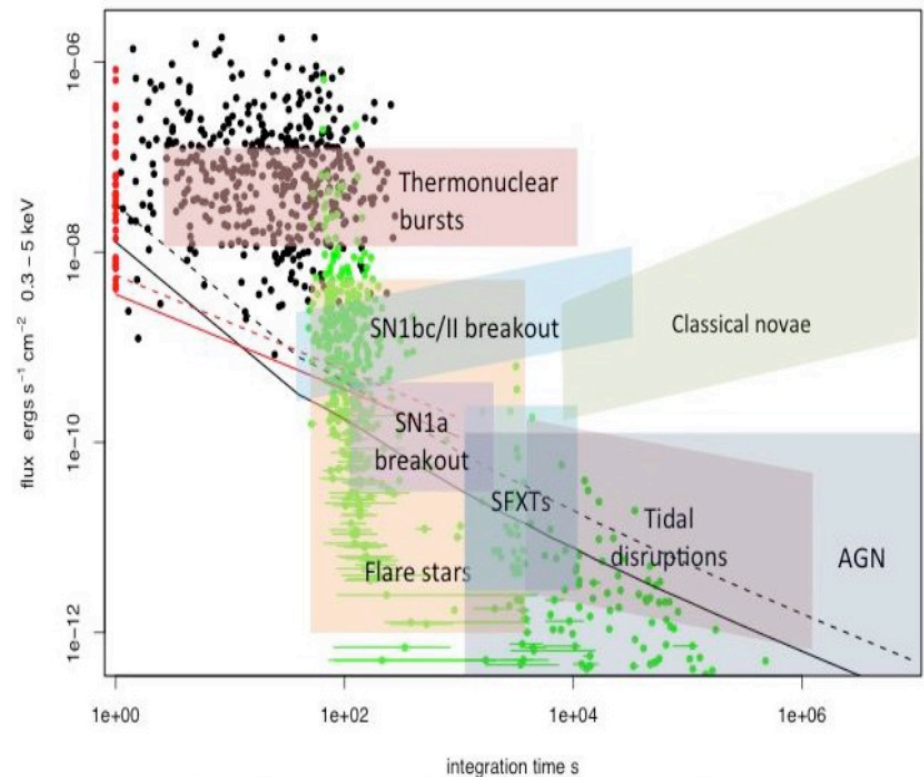 1e-06
1e-08
1e-10
1e-12
flux ergs s⁻¹ cm⁻² 0.3 – 5 keV
Thermonuclear
bursts
SN1bc/II breakout
Classical novae
SN1a
breakout
SFXTs
Tidal
disruptions
AGN
Flare stars
1e+00
1e+02
1e+04
1e+06
integration time s